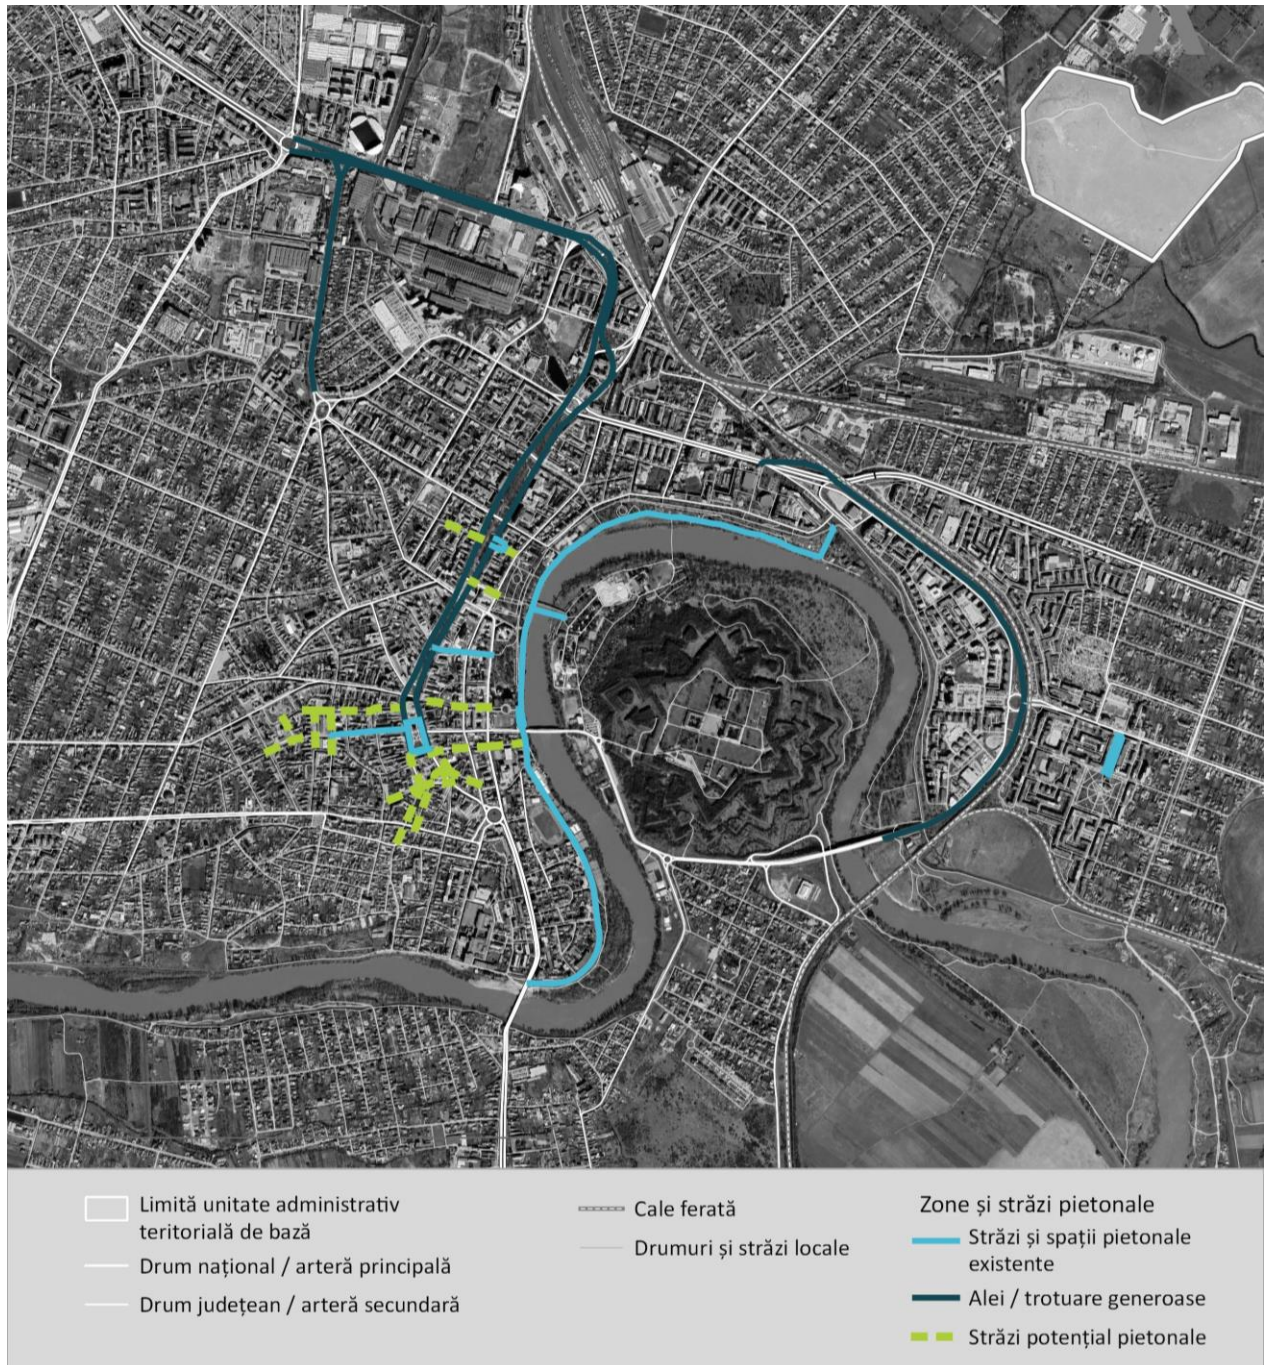 Limită unitate administrativ
teritorială de bază
Drum național / arteră principală
Drum județean / arteră secundară
Cale ferată
Drumuri și străzi locale
Zone și străzi pietonale
Străzi și spații pietonale
existente
Alei / trotuare generoase
Străzi potențial pietonale